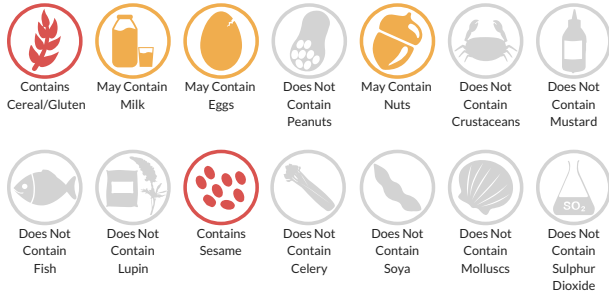 Contains
Cereal/Gluten
May Contain
Milk
May Contain
Eggs
Does Not
Contain
Peanuts
May Contain
Nuts
Does Not
Contain
Crustaceans
Does Not
Contain
Mustard
Does Not
Contain
Fish
Does Not
Contain
Lupin
Contains
Sesame
Does Not
Contain
Celery
Does Not
Contain
Soya
Does Not
Contain
Molluscs
SO₂
Does Not
Contain
Sulphur
Dioxide